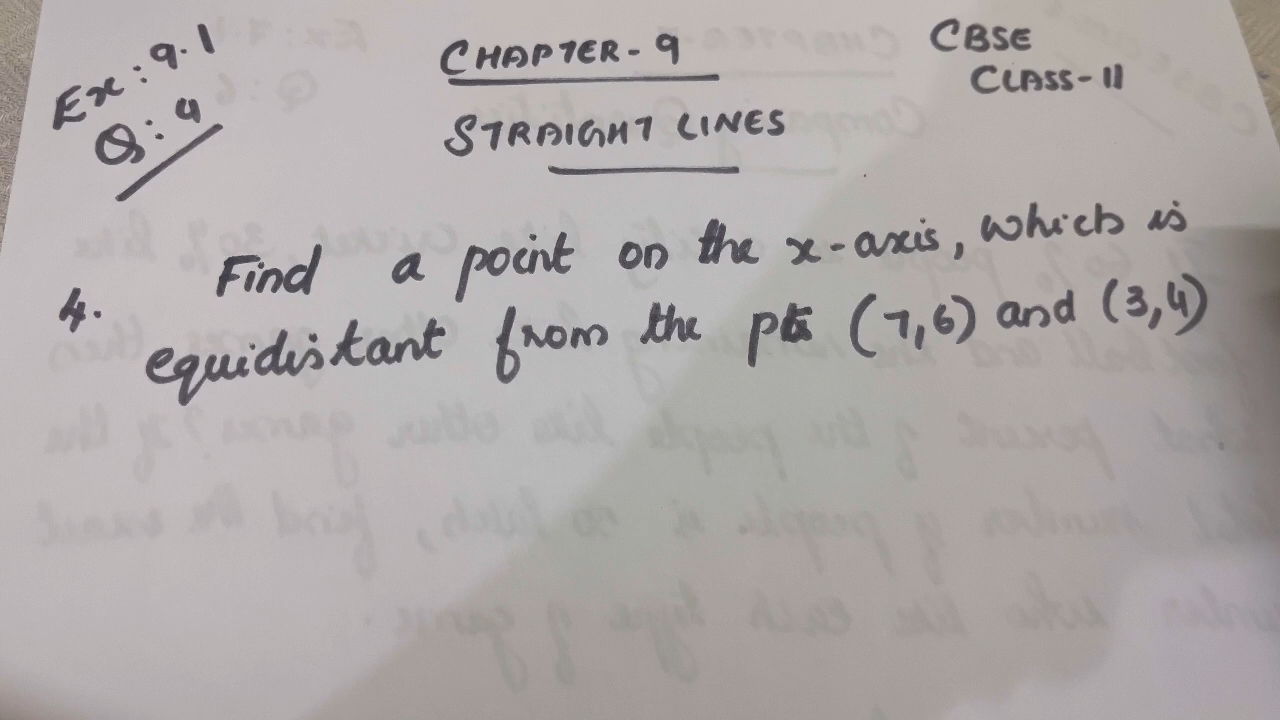 Ex: 9.1
Q: 4
CHAPTER - 9
STRAIGHT LINES
CBSE
CLASS - 11
4. Find a point on the x-axis, which is
equidistant from the pts (7,6) and (3,4)